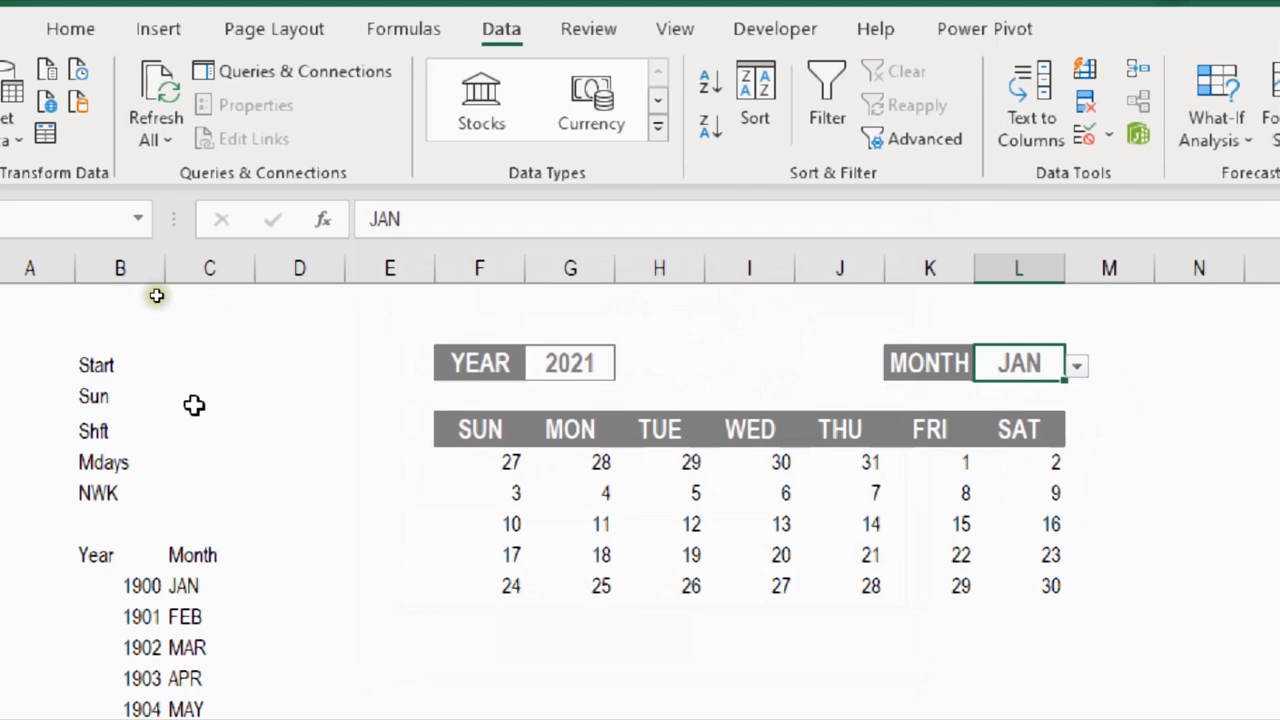 Home Insert Page Layout Formulas Data Review View Developer Help Power Pivot
Queries & Connections
Properties
Edit Links
Refresh
All
Stocks
Currency
Sort
Filter
Clear
Reapply
Advanced
Text to
Columns
What-If
Analysis
Transform Data
Queries & Connections
Data Types
Sort & Filter
Data Tools
Forecast
fx JAN
A B C D E F G H I J K L M N
Start
Sun
Shft
Mdays
NWK
Year Month
1900 JAN
1901 FEB
1902 MAR
1903 APR
1904 MAY
YEAR 2021 MONTH JAN
SUN MON TUE WED THU FRI SAT
27 28 29 30 31 1 2
3 4 5 6 7 8 9
10 11 12 13 14 15 16
17 18 19 20 21 22 23
24 25 26 27 28 29 30